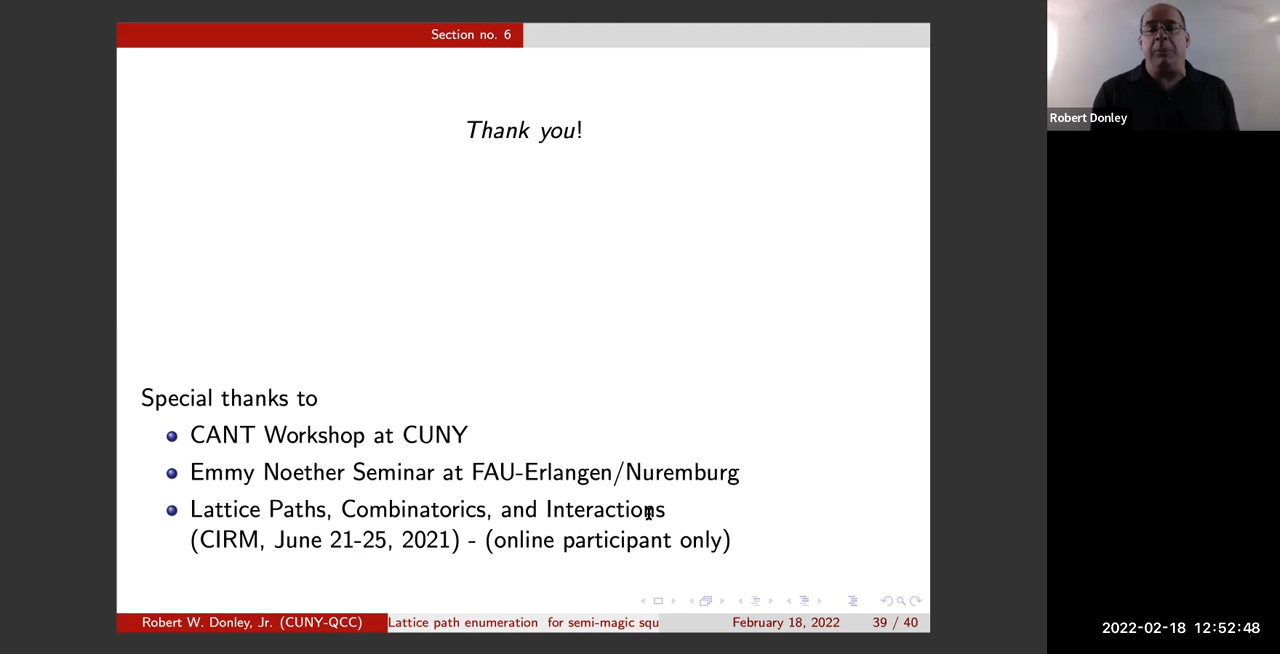 Section no. 6
Thank you!
Special thanks to
CANT Workshop at CUNY
Emmy Noether Seminar at FAU-Erlangen/Nuremburg
Lattice Paths, Combinatorics, and Interactions
(CIRM, June 21-25, 2021) - (online participant only)
Robert W. Donley, Jr. (CUNY-QCC)
Lattice path enumeration for semi-magic squ
February 18, 2022
39 / 40
Robert Donley
2022-02-18 12:52:48